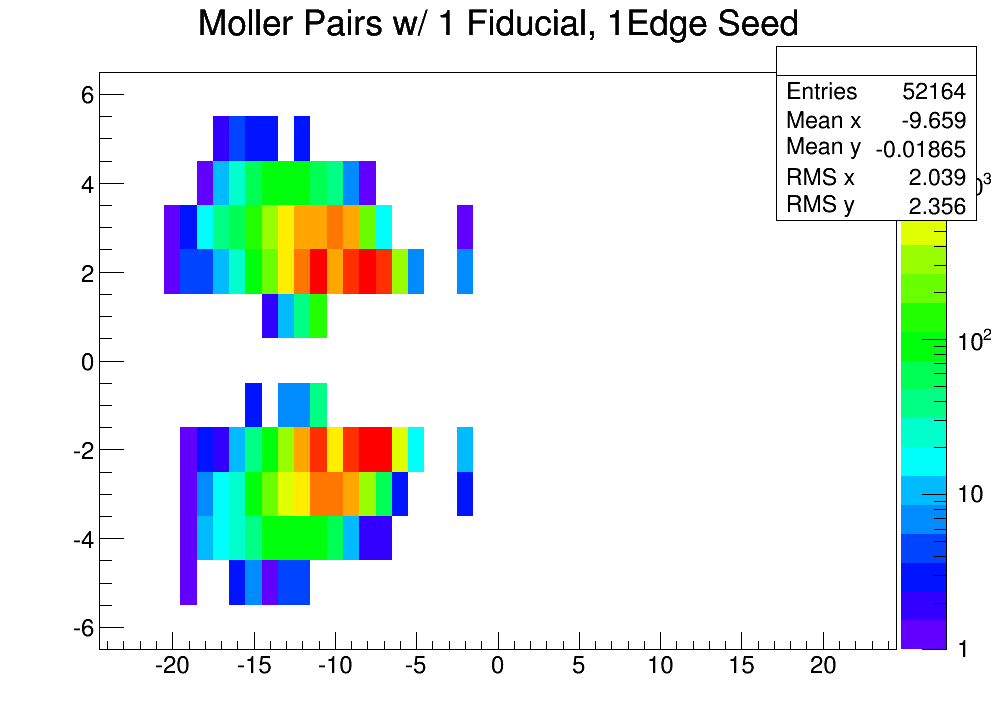 Moller Pairs w/ 1 Fiducial, 1Edge Seed
Entries 52164
Mean x -9.659
Mean y -0.01865
RMS x 2.039
RMS y 2.356
6
4
2
0
-2
-4
-6
-20 -15 -10 -5 0 5 10 15 20
10²
10
1